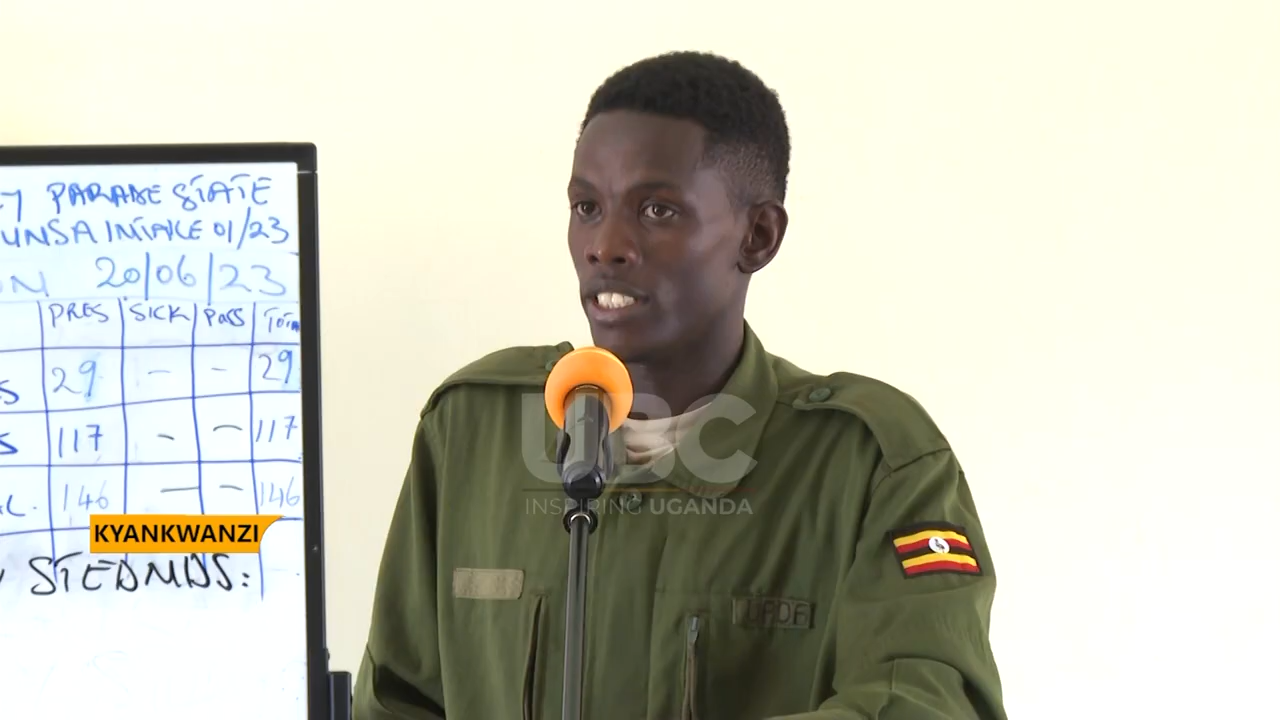 PARADE STATE
UNSA INTAKE 01/23
20/06/23
PRES SICK PASS
29 - - 29
117 - - 117
146 - - 146
KYANKWANZI
UBC
INSPIRING UGANDA
UPDF